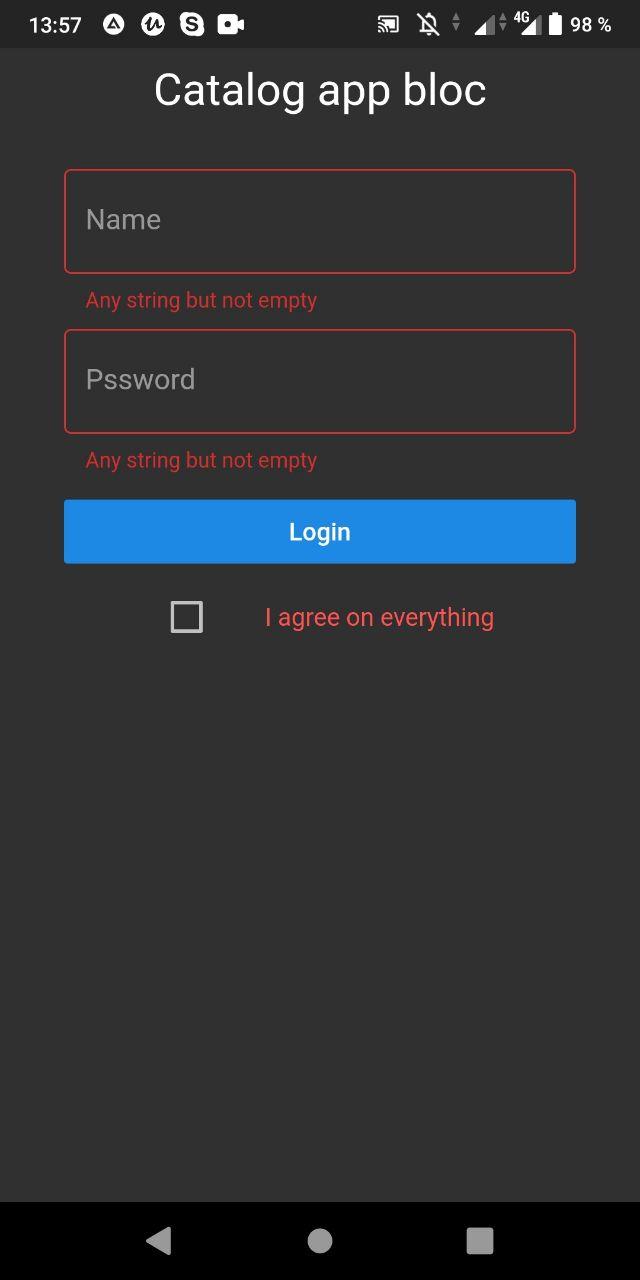 13:57 4G 98 %
Catalog app bloc
Name
Any string but not empty
Pssword
Any string but not empty
Login
I agree on everything